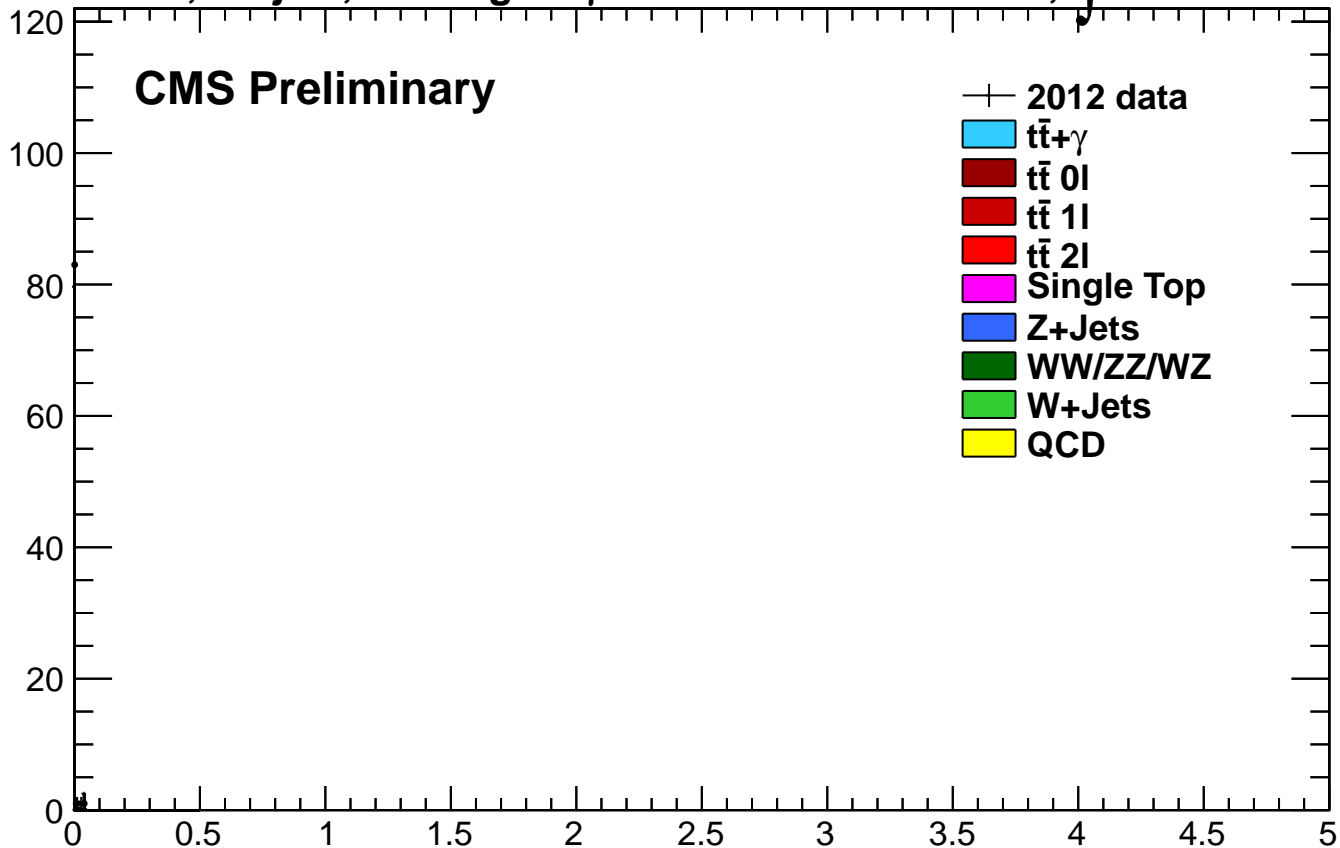 CMS Preliminary
2012 data
tt̄+γ
tt̄ 0l
tt̄ 1l
tt̄ 2l
Single Top
Z+Jets
WW/ZZ/WZ
W+Jets
QCD
120
100
80
60
40
20
0
0 0.5 1 1.5 2 2.5 3 3.5 4 4.5 5